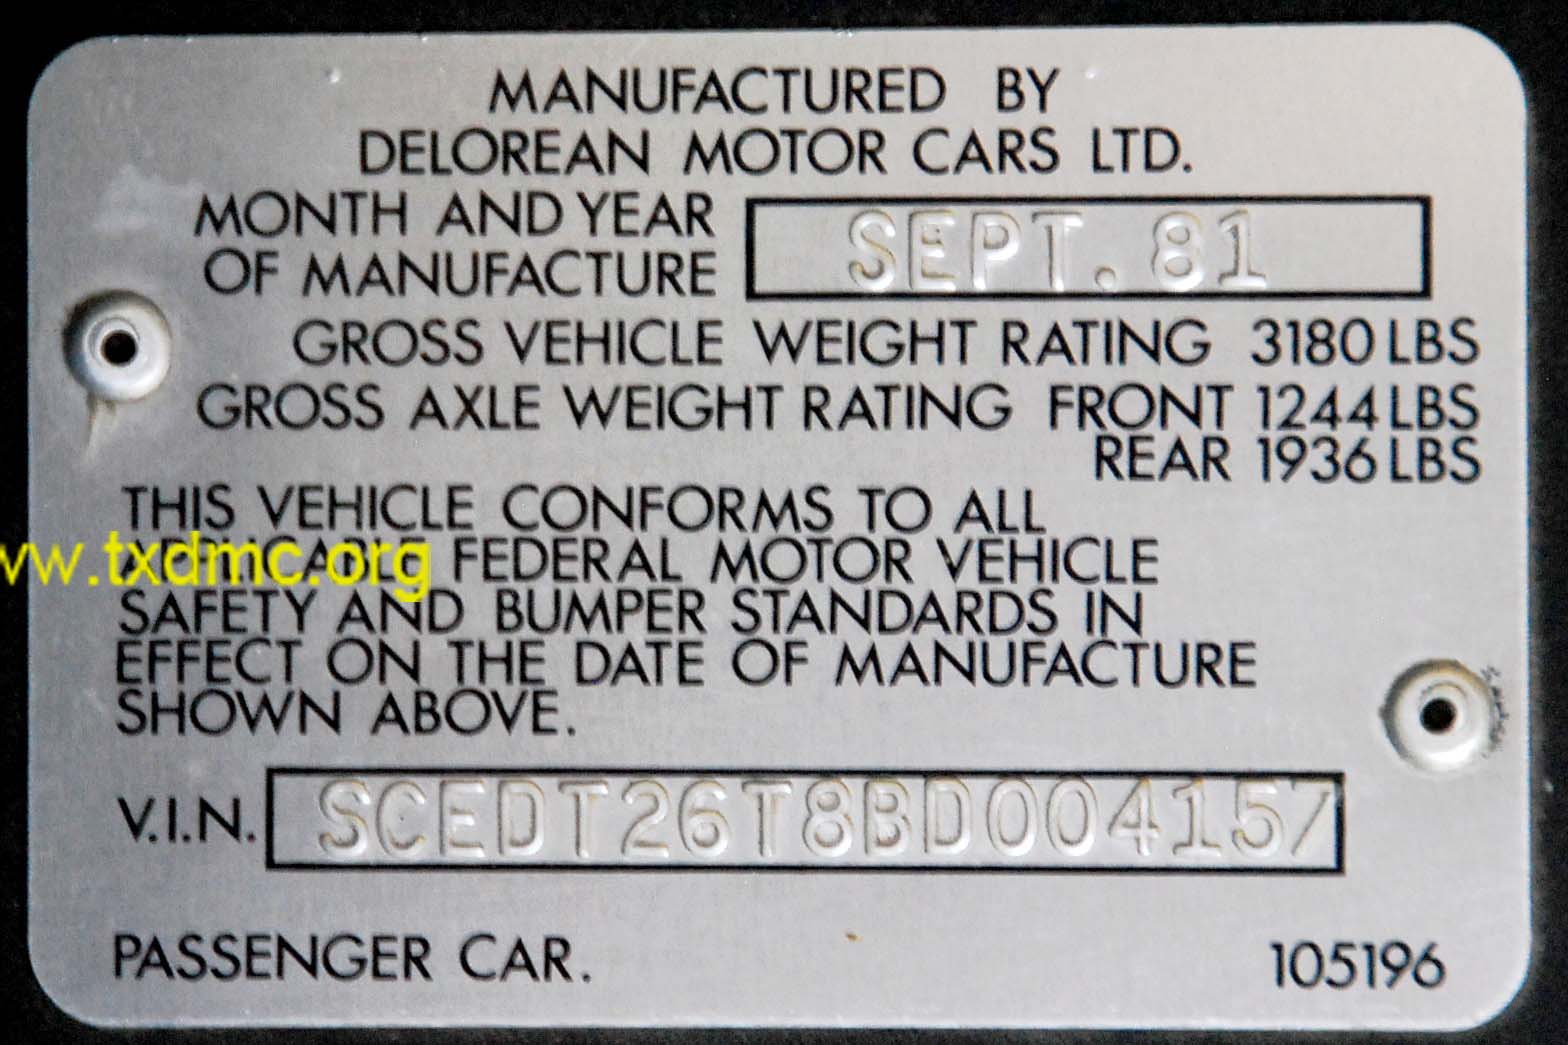 MANUFACTURED BY
DELOREAN MOTOR CARS LTD.
MONTH AND YEAR
OF MANUFACTURE
SEPT. 81
GROSS VEHICLE WEIGHT RATING 3180 LBS
GROSS AXLE WEIGHT RATING FRONT 1244 LBS
REAR 1936 LBS
THIS VEHICLE CONFORMS TO ALL
FEDERAL MOTOR VEHICLE
www.txdmc.org
SAFETY AND BUMPER STANDARDS IN
EFFECT ON THE DATE OF MANUFACTURE
SHOWN ABOVE.
V.I.N. SCEDT26T8BD004157
PASSENGER CAR.
105196